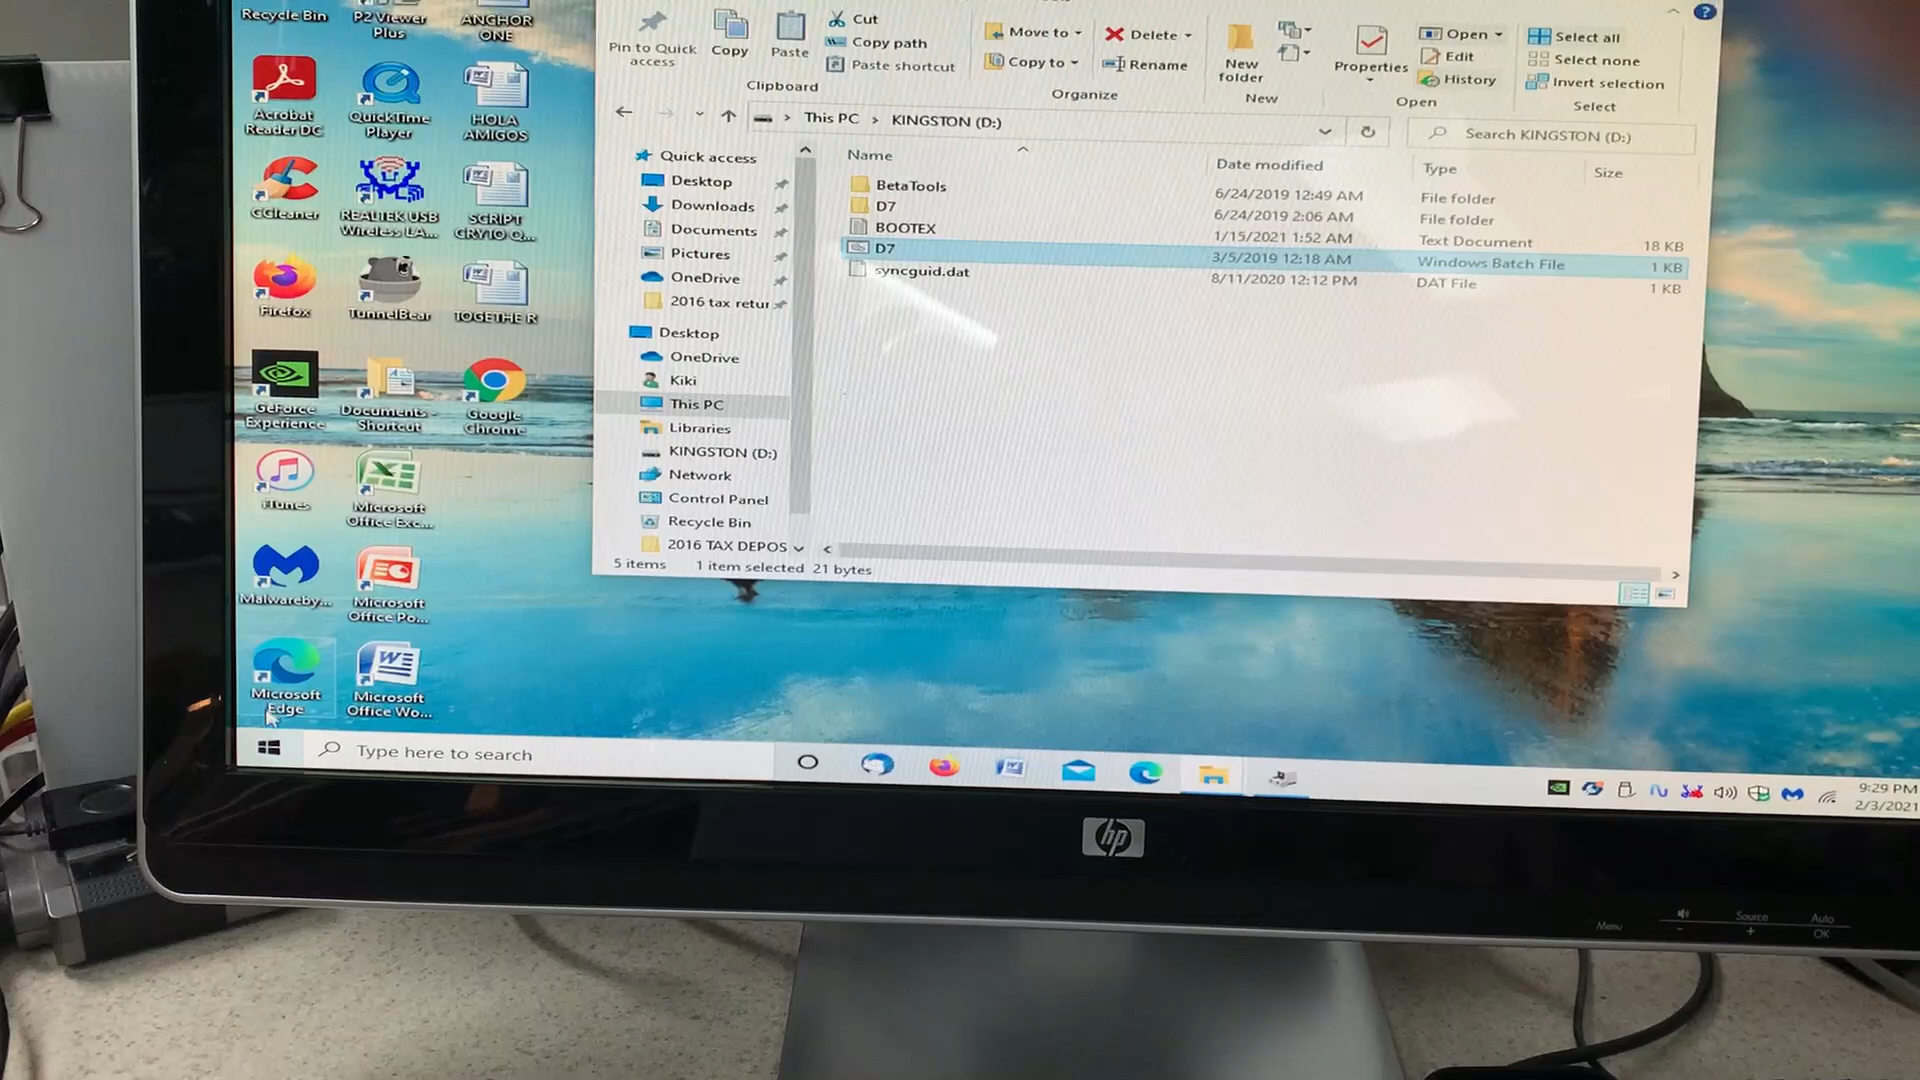 Recycle Bin
P2 Viewer
Plus
ANCHOR
ONE
Acrobat
Reader DC
QuickTime
Player
HOLA
AMIGOS
CCleaner
REALTEK USB
Wireless LA...
SCRIPT
CRYTO Q...
Firefox
TunnelBear
TOGETHE R
GeForce
Experience
Documents -
Shortcut
Google
Chrome
iTunes
Microsoft
Office Exc...
Malwareby...
Microsoft
Office Po...
Microsoft
Edge
Microsoft
Office Wo...
Pin to Quick
access
Copy
Paste
Cut
Copy path
Paste shortcut
Clipboard
Move to
Copy to
Delete
Rename
Organize
New
folder
New
Properties
Open
Edit
History
Open
Select all
Select none
Invert selection
Select
This PC > KINGSTON (D:)
Search KINGSTON (D:)
Quick access
Desktop
Downloads
Documents
Pictures
OneDrive
2016 tax retur
Desktop
OneDrive
Kiki
This PC
Libraries
KINGSTON (D:)
Network
Control Panel
Recycle Bin
2016 TAX DEPOS
Name Date modified Type Size
BetaTools 6/24/2019 12:49 AM File folder
D7 6/24/2019 2:06 AM File folder
BOOTEX 1/15/2021 1:52 AM Text Document 18 KB
D7 3/5/2019 12:18 AM Windows Batch File 1 KB
syncguid.dat 8/11/2020 12:12 PM DAT File 1 KB
5 items 1 item selected 21 bytes
Type here to search
9:29 PM
2/3/2021
hp
Menu - Source + Auto OK